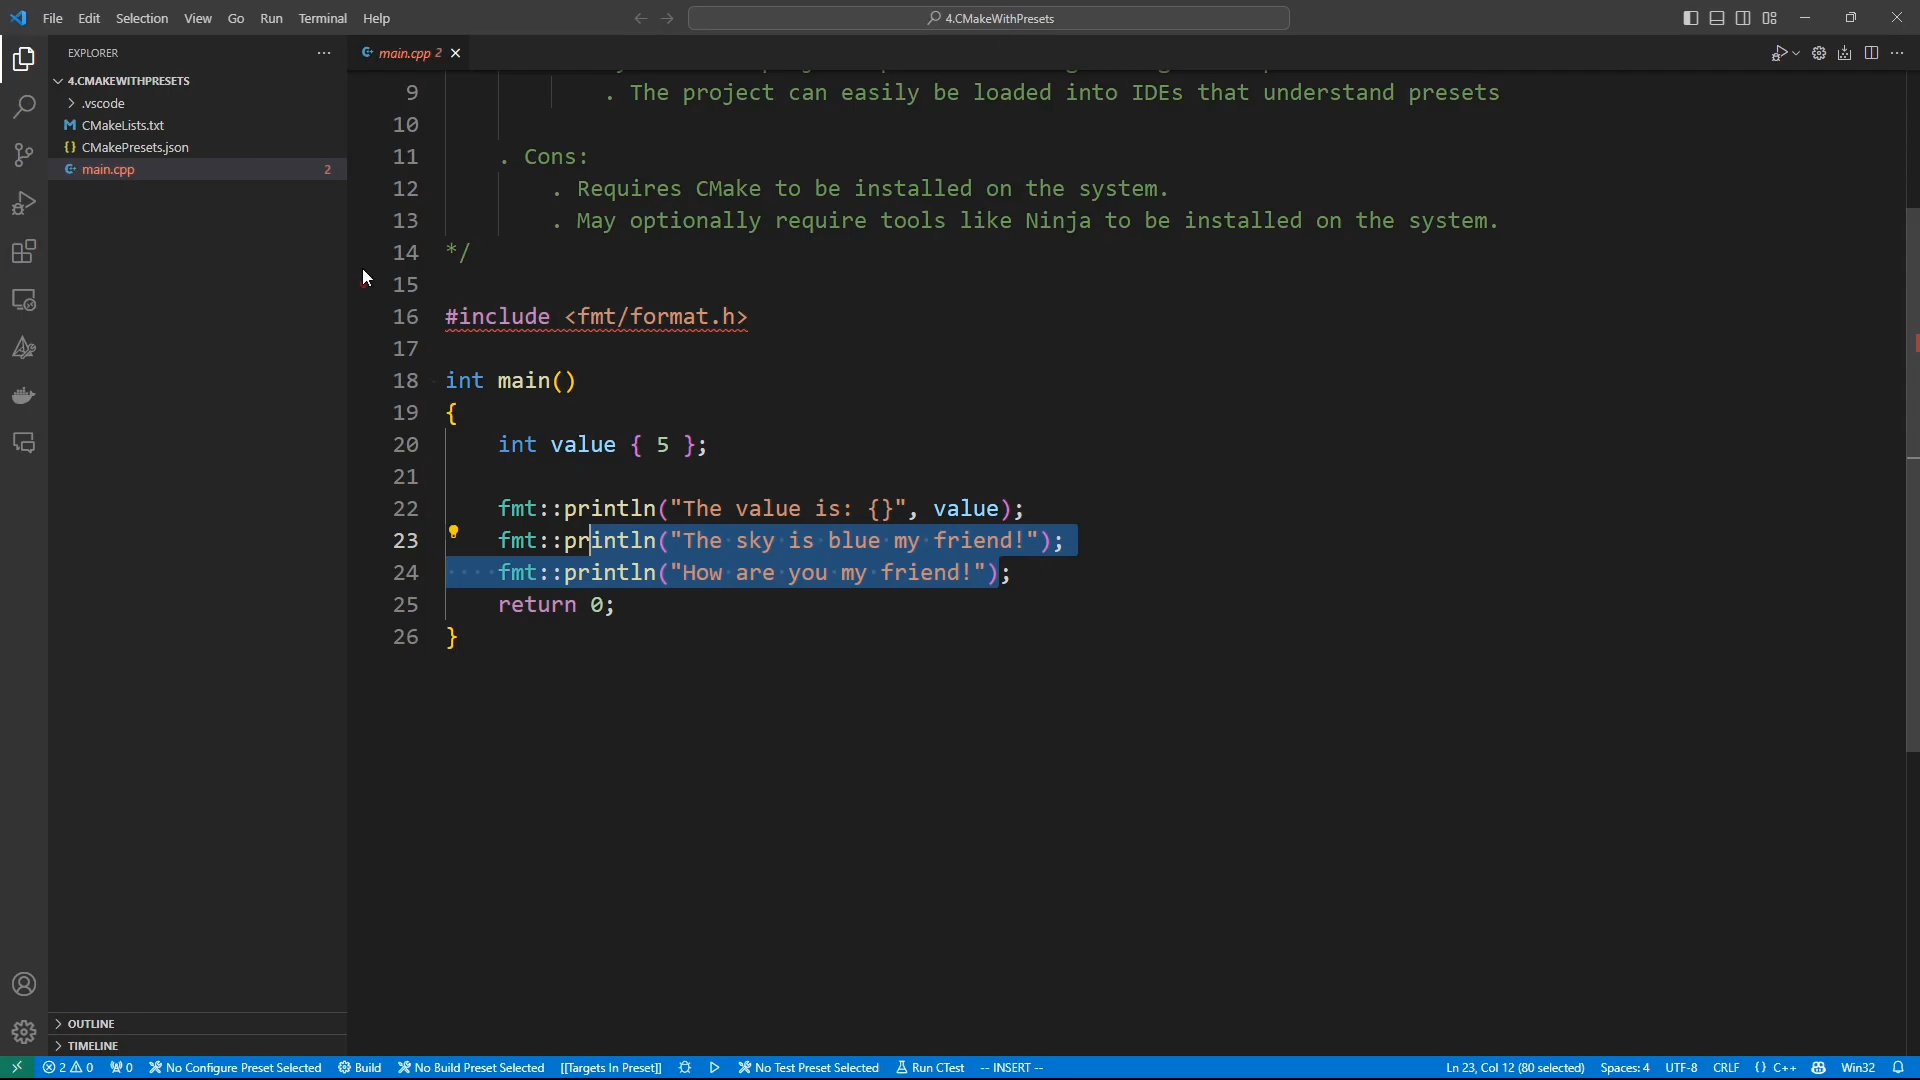 File Edit Selection View Go Run Terminal Help
4.CMakeWithPresets
EXPLORER
4.CMAKEWITHPRESETS
.vscode
CMakeLists.txt
CMakePresets.json
main.cpp 2
OUTLINE
TIMELINE
main.cpp 2
9 . The project can easily be loaded into IDEs that understand presets
10
11 . Cons:
12 . Requires CMake to be installed on the system.
13 . May optionally require tools like Ninja to be installed on the system.
14 */
15
16 #include <fmt/format.h>
17
18 int main()
19 {
20 int value { 5 };
21
22 fmt::println("The value is: {}", value);
23 fmt::println("The sky is blue my friend!");
24 fmt::println("How are you my friend!");
25 return 0;
26 }
2 0 0 No Configure Preset Selected Build No Build Preset Selected [[Targets In Preset]] No Test Preset Selected Run CTest -- INSERT -- Ln 23, Col 12 (80 selected) Spaces: 4 UTF-8 CRLF {} C++ Win32